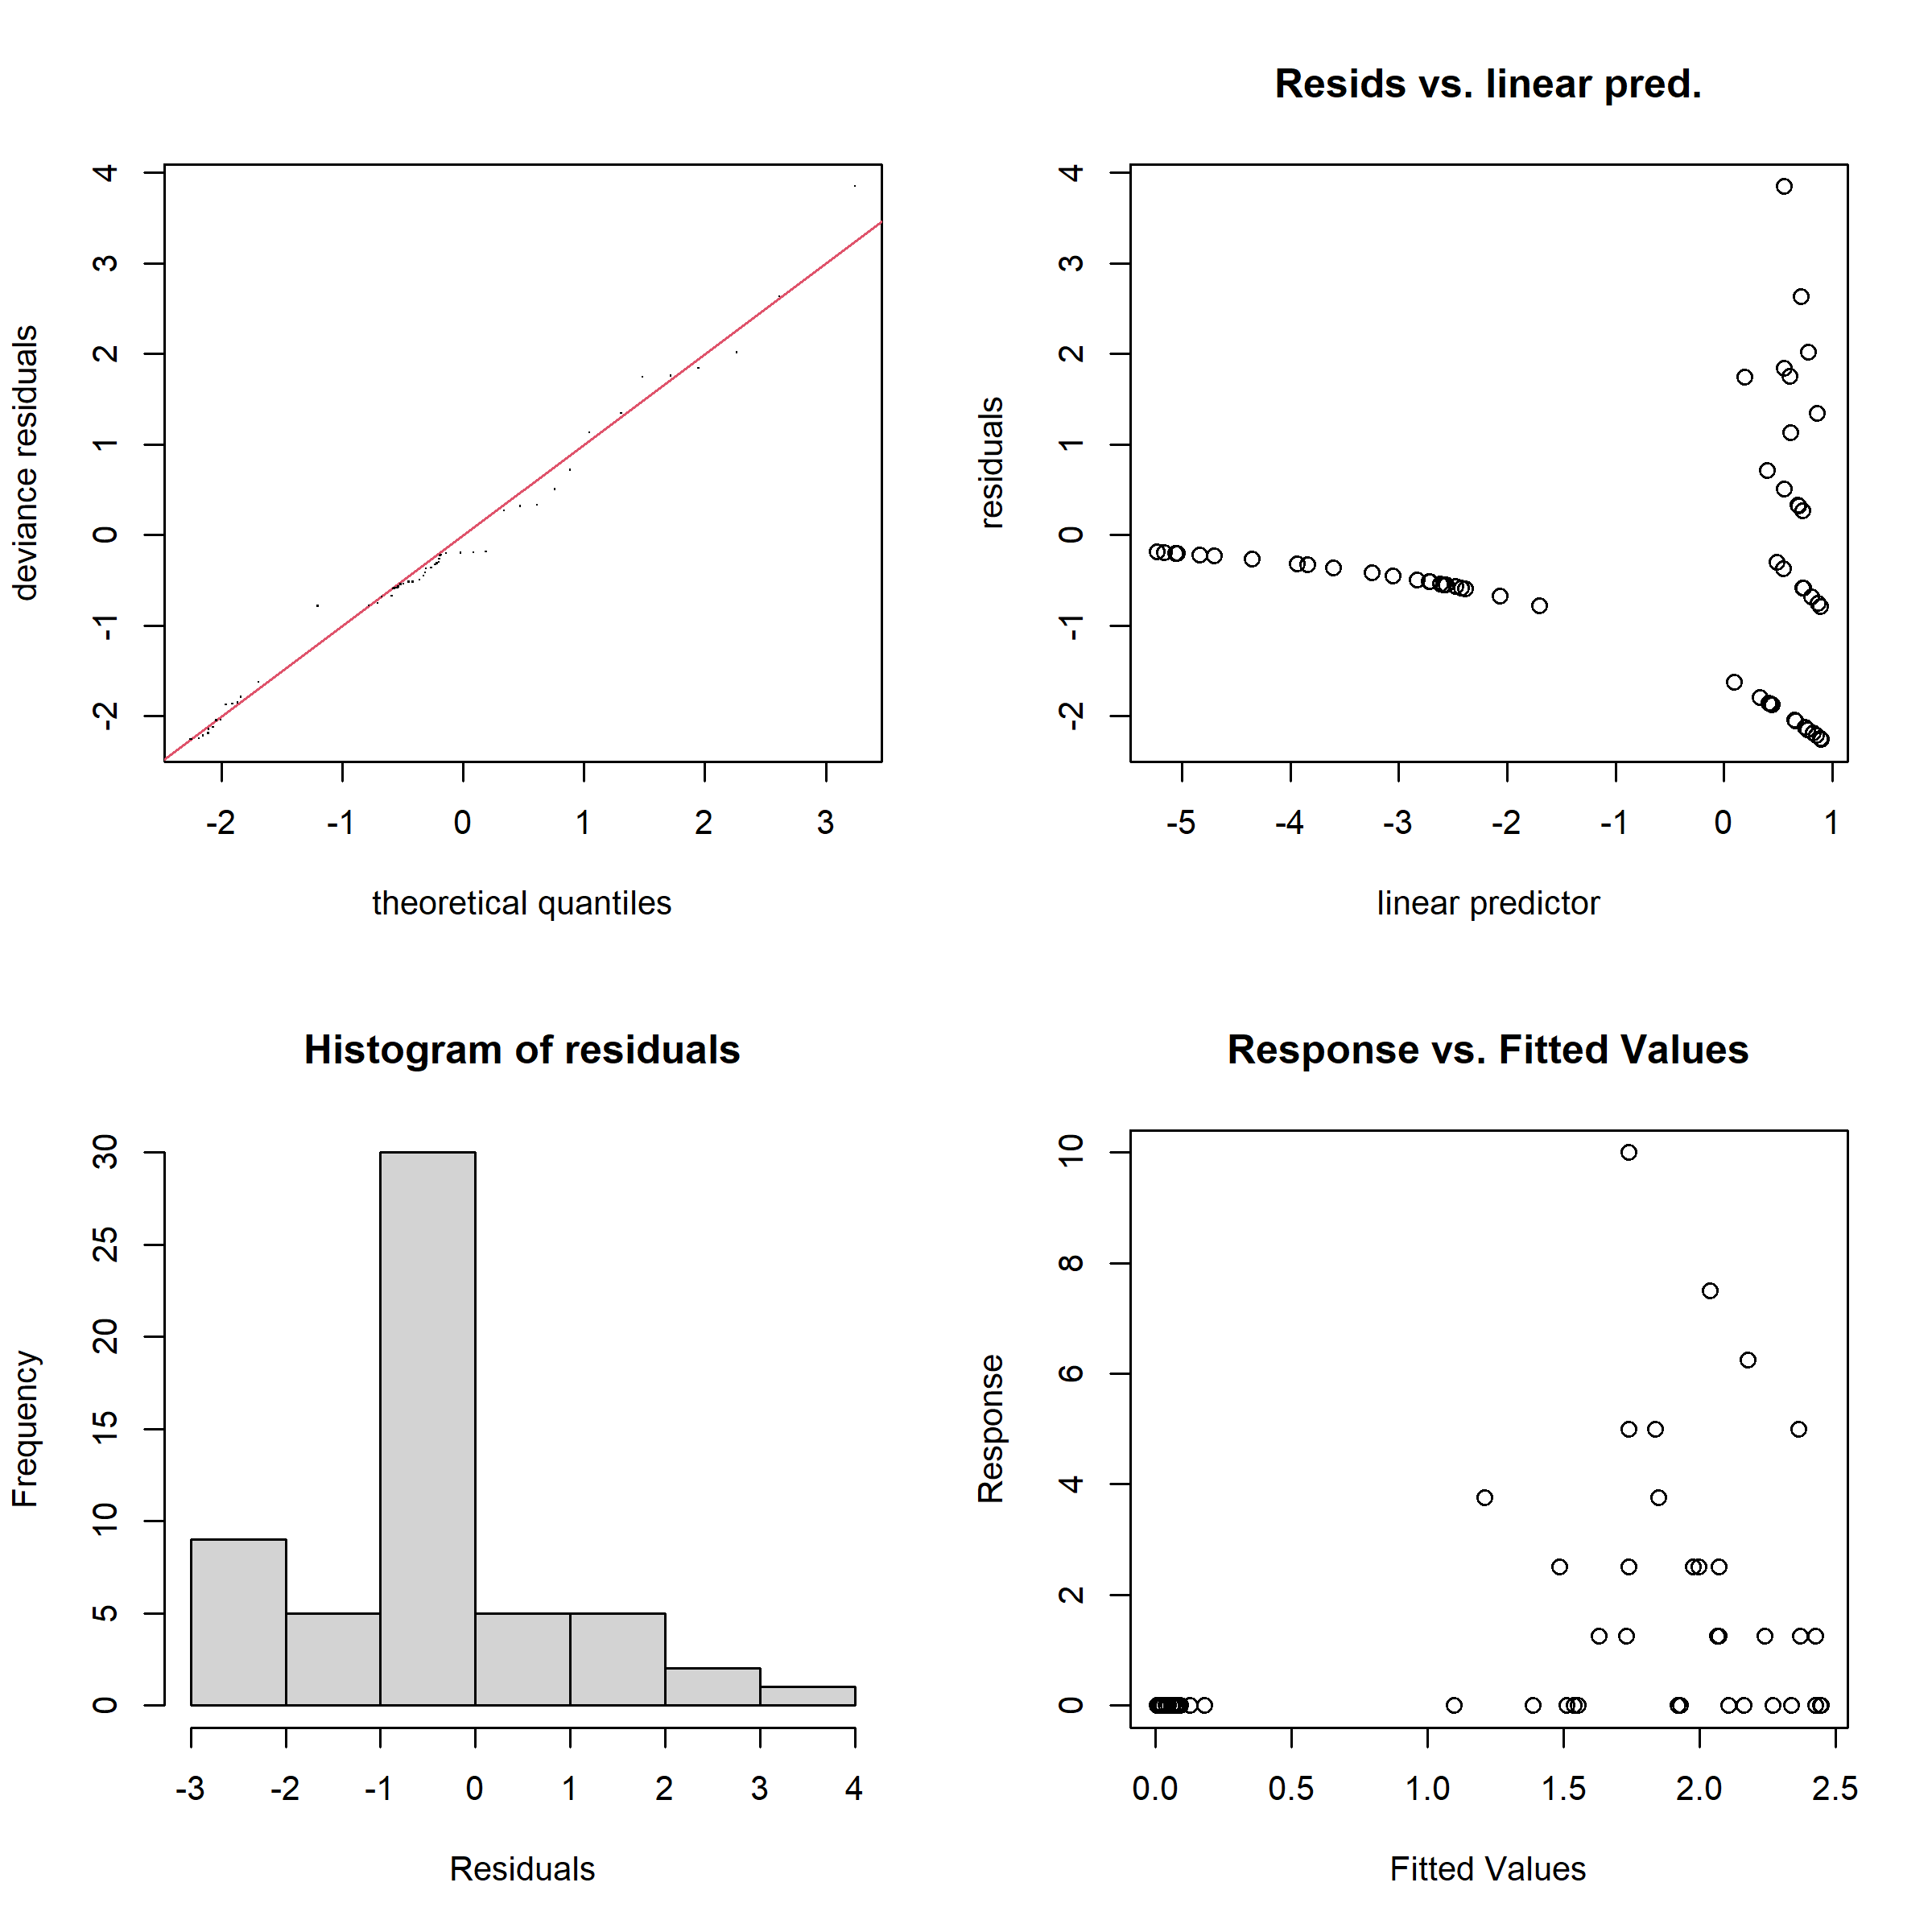 deviance residuals
4
3
2
1
0
-1
-2
-2 -1 0 1 2 3
theoretical quantiles
Resids vs. linear pred.
residuals
4
3
2
1
0
-1
-2
-5 -4 -3 -2 -1 0 1
linear predictor
Histogram of residuals
Frequency
30
25
20
15
10
5
0
-3 -2 -1 0 1 2 3 4
Residuals
Response vs. Fitted Values
Response
10
8
6
4
2
0
0.0 0.5 1.0 1.5 2.0 2.5
Fitted Values